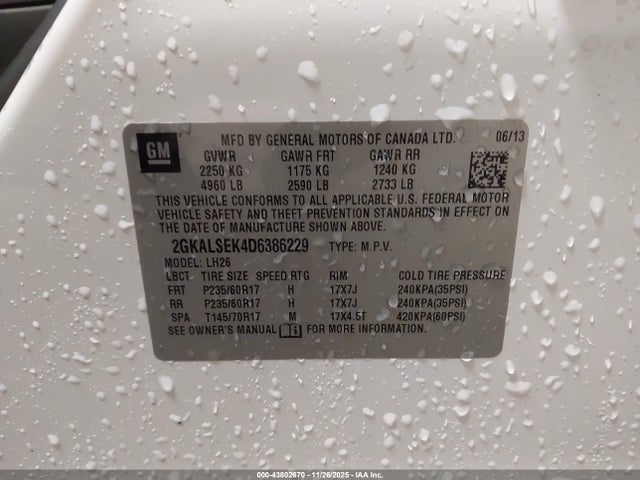 GM
MFD BY GENERAL MOTORS OF CANADA LTD. 06/13
GVWR GAWR FRT GAWR RR
2250 KG 1175 KG 1240 KG
4960 LB 2590 LB 2733 LB
THIS VEHICLE CONFORMS TO ALL APPLICABLE U.S. FEDERAL MOTOR
VEHICLE SAFETY AND THEFT PREVENTION STANDARDS IN EFFECT ON
THE DATE OF MANUFACTURE SHOWN ABOVE.
2GKALSEK4D6386229 TYPE: M.P.V.
MODEL: LH26
LBCT TIRE SIZE SPEED RTG RIM COLD TIRE PRESSURE
FRT P235/60R17 H 17X7J 240KPA(35PSI)
RR P235/60R17 H 17X7J 240KPA(35PSI)
SPA T145/70R17 M 17X4.5T 420KPA(60PSI)
SEE OWNER'S MANUAL FOR MORE INFORMATION.
000-43802670 - 11/26/2025 - IAAI.COM